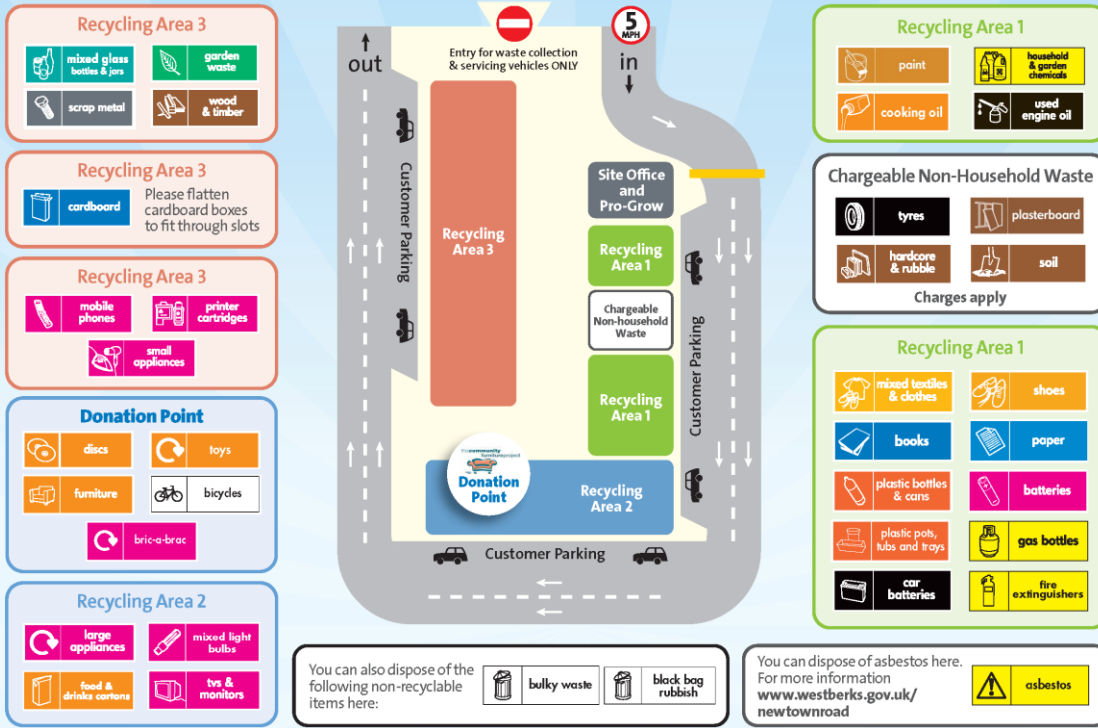 Recycling Area 3
mixed glass
bottles & jars
garden
waste
scrap metal
wood
& timber
Recycling Area 3
cardboard
Please flatten
cardboard boxes
to fit through slots
Recycling Area 3
mobile
phones
printer
cartridges
small
appliances
Donation Point
discs
toys
furniture
bicycles
bric-a-brac
Recycling Area 2
large
appliances
mixed light
bulbs
food &
drinks cartons
tvs &
monitors
out
Entry for waste collection
& servicing vehicles ONLY
5
MPH
in
Customer Parking
Recycling
Area 3
Site Office
and
Pro-Grow
Recycling
Area 1
Chargeable
Non-household
Waste
Recycling
Area 1
Customer Parking
thecommunity
furnitureproject
Donation
Point
Recycling
Area 2
Customer Parking
You can also dispose of the
following non-recyclable
items here:
bulky waste
black bag
rubbish
Recycling Area 1
paint
household
& garden
chemicals
cooking oil
used
engine oil
Chargeable Non-Household Waste
tyres
plasterboard
hardcore
& rubble
soil
Charges apply
Recycling Area 1
mixed textiles
& clothes
shoes
books
paper
plastic bottles
& cans
batteries
plastic pots,
tubs and trays
gas bottles
car
batteries
fire
extinguishers
You can dispose of asbestos here.
For more information
www.westberks.gov.uk/
newtownroad
asbestos